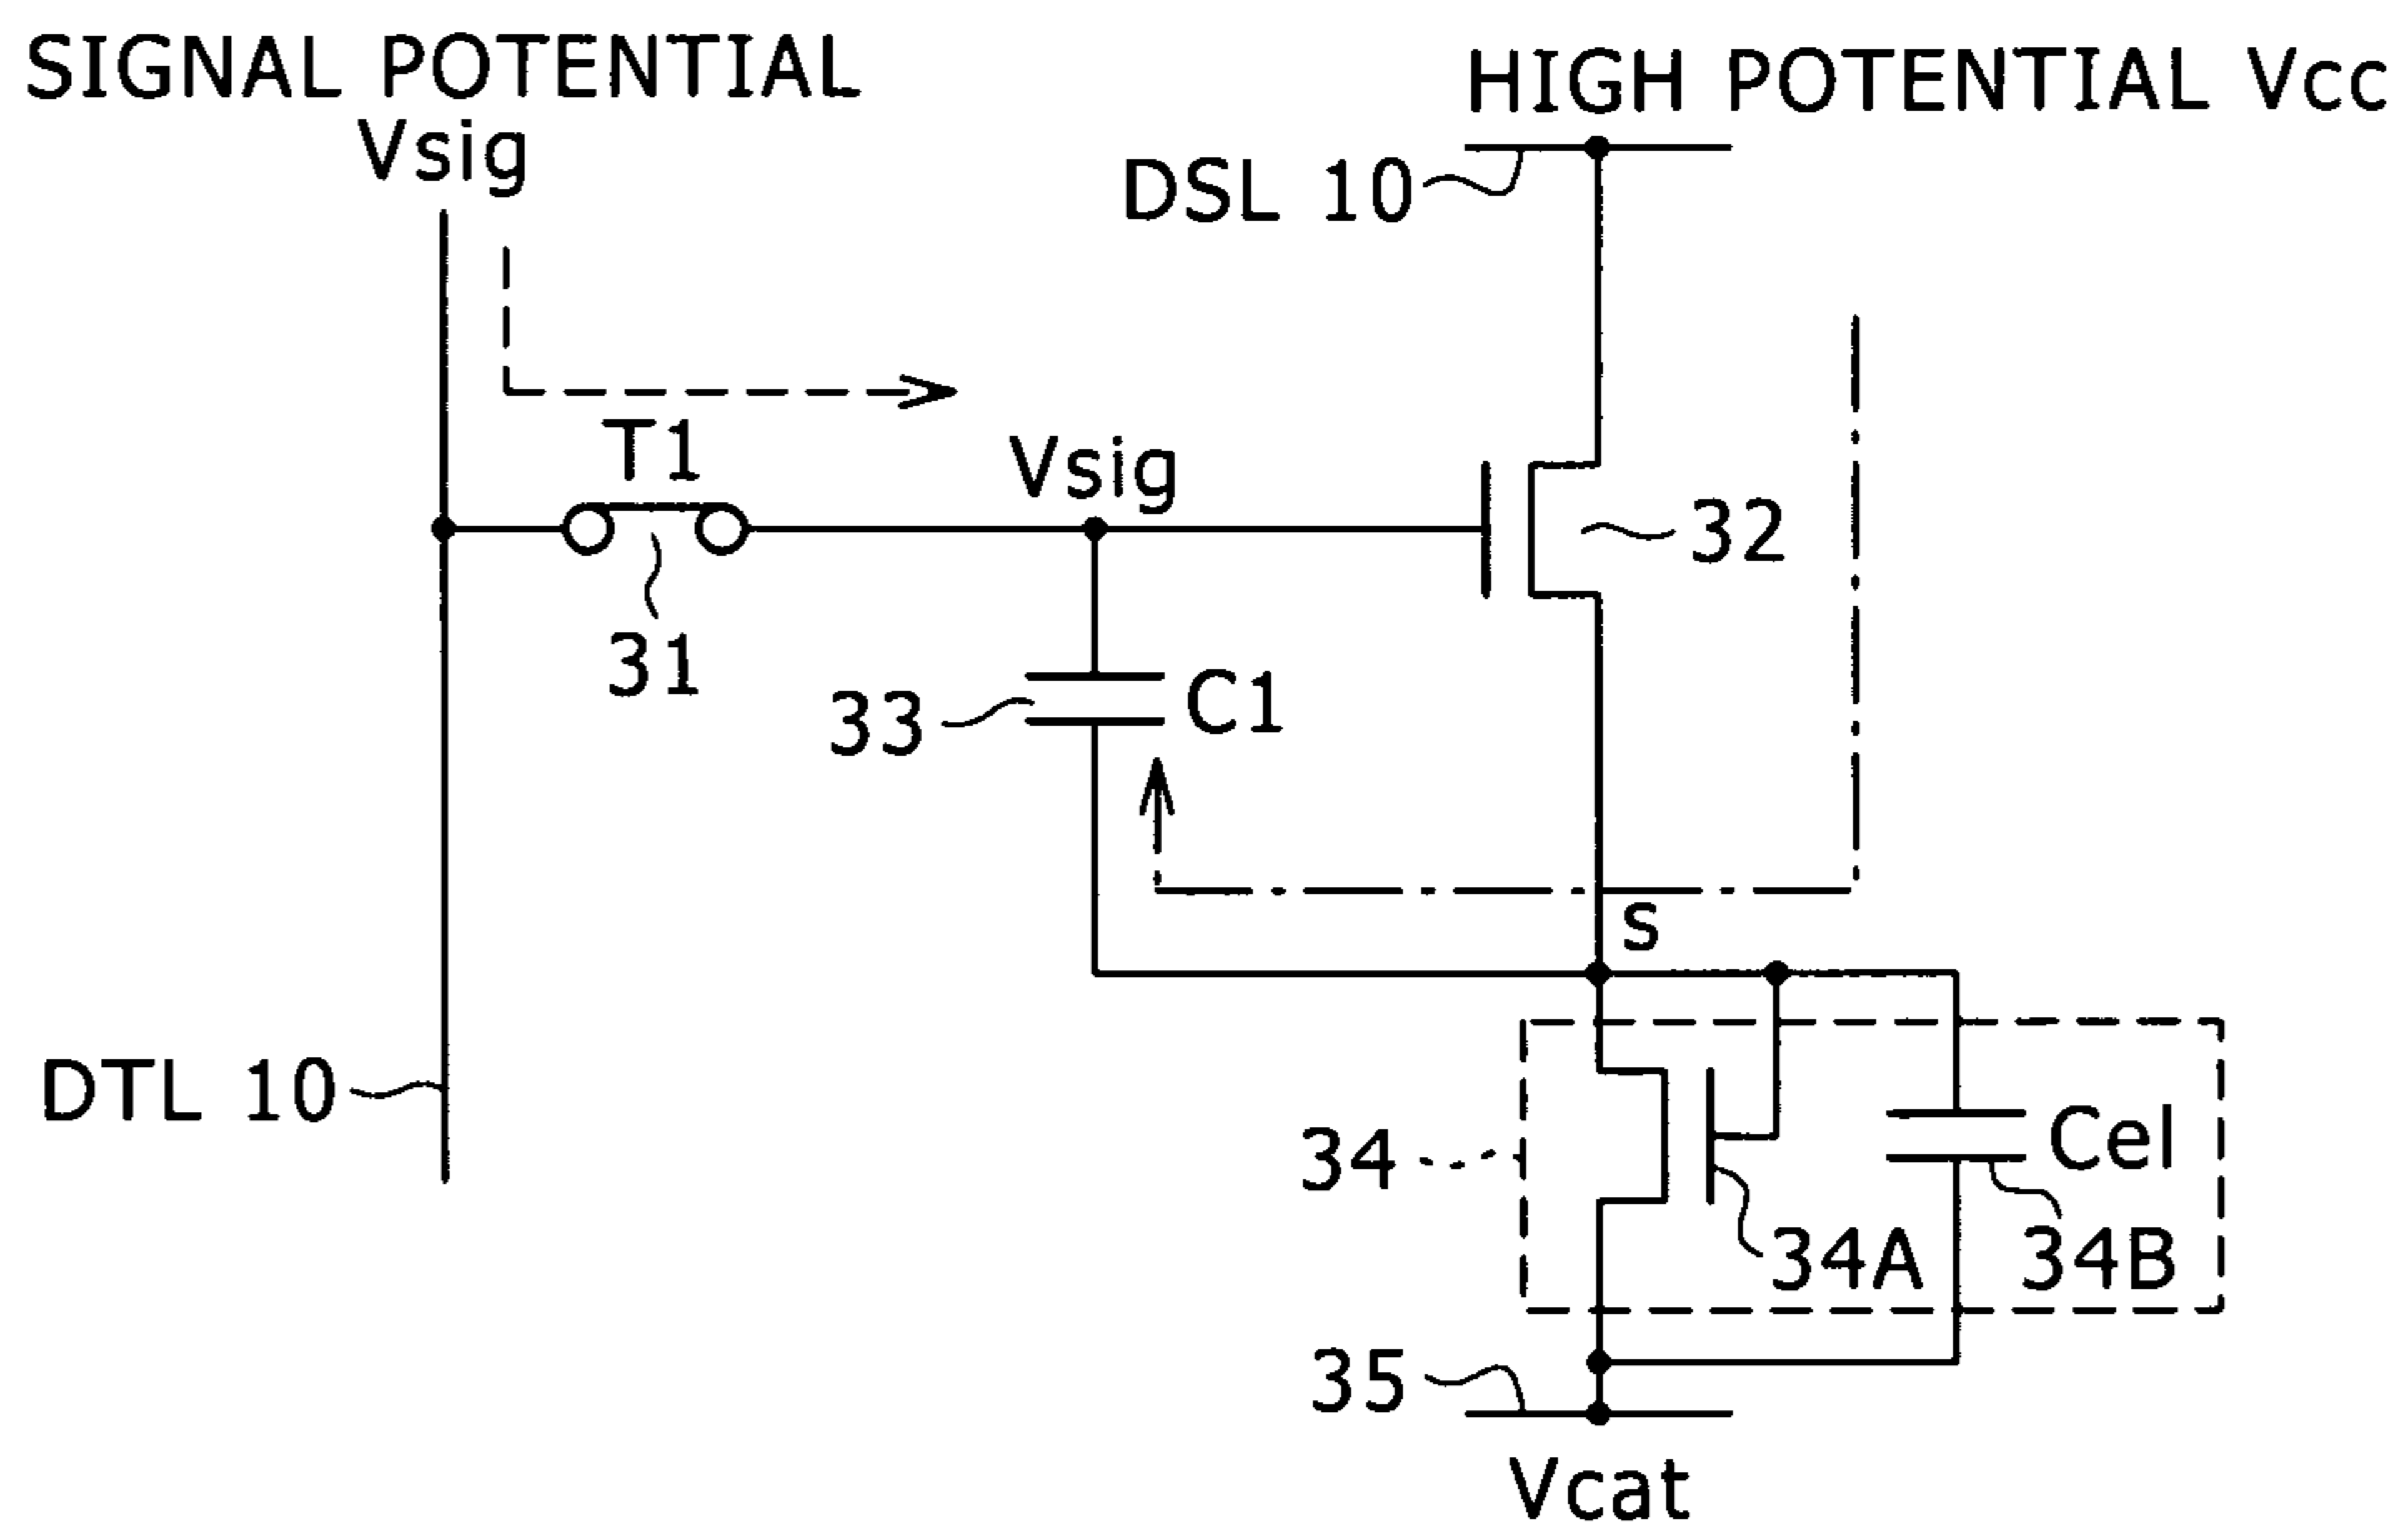 SIGNAL POTENTIAL
Vsig
HIGH POTENTIAL Vcc
DSL 10
T1
Vsig
32
31
33
C1
s
DTL 10
34
Cel
34A
34B
35
Vcat